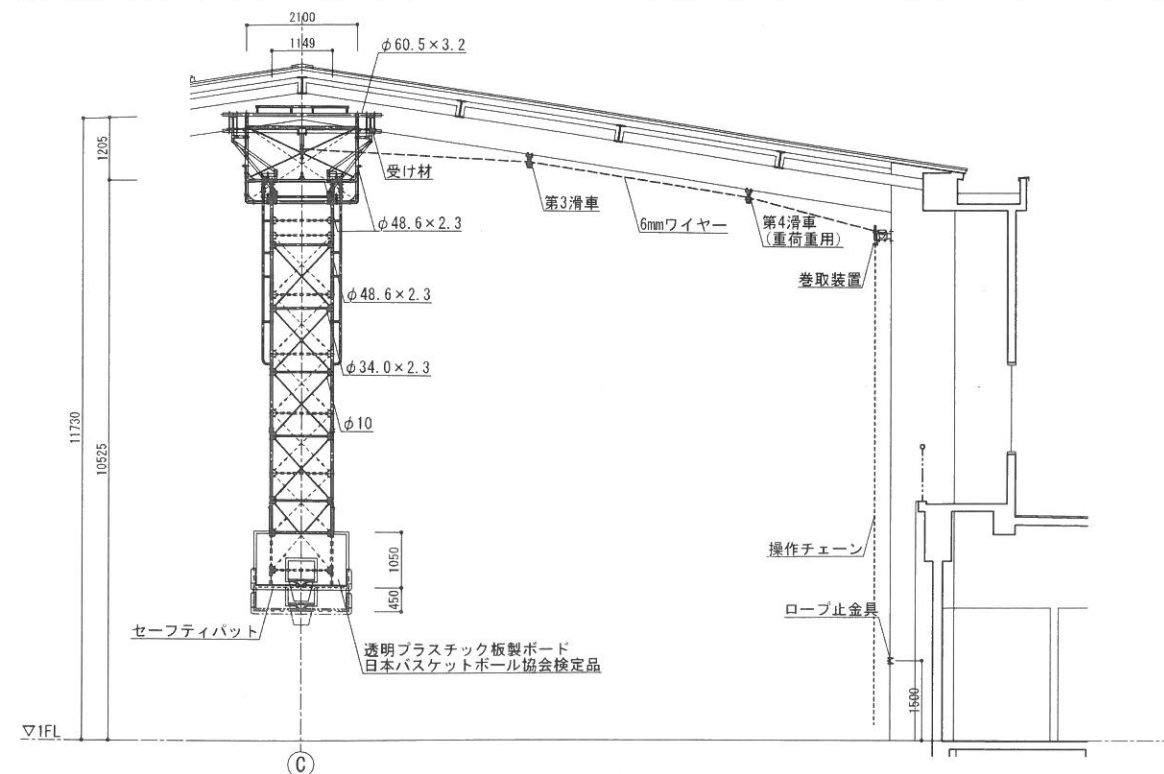 2100
1149
φ60.5×3.2
1205
受け材
第3滑車
φ48.6×2.3
6mmワイヤー
第4滑車
(重荷重用)
巻取装置
φ48.6×2.3
φ34.0×2.3
φ10
11730
10525
操作チェーン
1050
450
ロープ止金具
セーフティパット
透明プラスチック板製ボード
日本バスケットボール協会検定品
1500
▽1FL
C